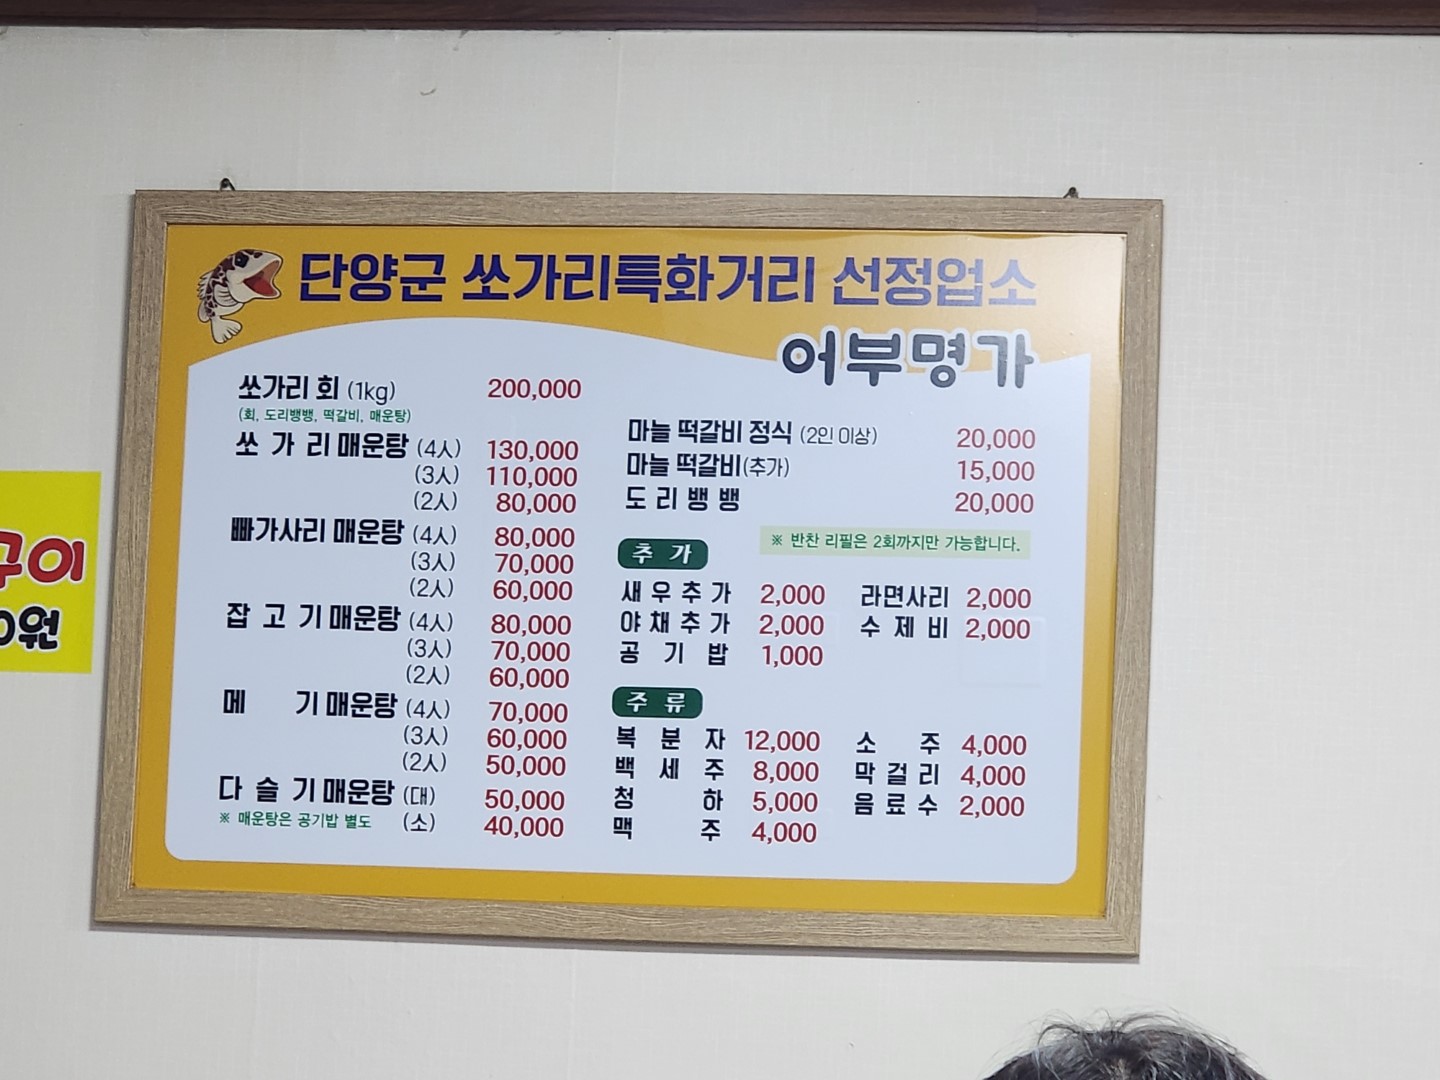 단양군 쏘가리특화거리 선정업소
어부명가
쏘가리 회 (1kg) 200,000
(회, 도리뱅뱅, 떡갈비, 매운탕)
쏘가리매운탕 (4人) 130,000
(3人) 110,000
(2人) 80,000
빠가사리 매운탕 (4人) 80,000
(3人) 70,000
(2人) 60,000
잡고기매운탕 (4人) 80,000
(3人) 70,000
(2人) 60,000
메기매운탕 (4人) 70,000
(3人) 60,000
(2人) 50,000
다슬기매운탕 (대) 50,000
※ 매운탕은 공기밥 별도 (소) 40,000
마늘 떡갈비 정식 (2인 이상) 20,000
마늘 떡갈비(추가) 15,000
도리뱅뱅 20,000
※ 반찬 리필은 2회까지만 가능합니다.
추가
새우추가 2,000 라면사리 2,000
야채추가 2,000 수제비 2,000
공기밥 1,000
주류
복분자 12,000 소주 4,000
백세주 8,000 막걸리 4,000
청하 5,000 음료수 2,000
맥주 4,000
구이
0원